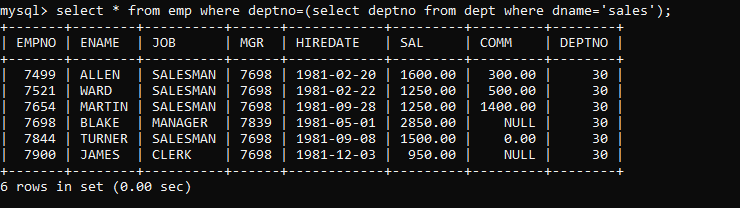 mysql> select * from emp where deptno=(select deptno from dept where dname='sales');
+-------+--------+----------+------+------------+---------+---------+--------+
| EMPNO | ENAME  | JOB      | MGR  | HIREDATE   | SAL     | COMM    | DEPTNO |
+-------+--------+----------+------+------------+---------+---------+--------+
|  7499 | ALLEN  | SALESMAN | 7698 | 1981-02-20 | 1600.00 |  300.00 |     30 |
|  7521 | WARD   | SALESMAN | 7698 | 1981-02-22 | 1250.00 |  500.00 |     30 |
|  7654 | MARTIN | SALESMAN | 7698 | 1981-09-28 | 1250.00 | 1400.00 |     30 |
|  7698 | BLAKE  | MANAGER  | 7839 | 1981-05-01 | 2850.00 |    NULL |     30 |
|  7844 | TURNER | SALESMAN | 7698 | 1981-09-08 | 1500.00 |    0.00 |     30 |
|  7900 | JAMES  | CLERK    | 7698 | 1981-12-03 |  950.00 |    NULL |     30 |
+-------+--------+----------+------+------------+---------+---------+--------+
6 rows in set (0.00 sec)